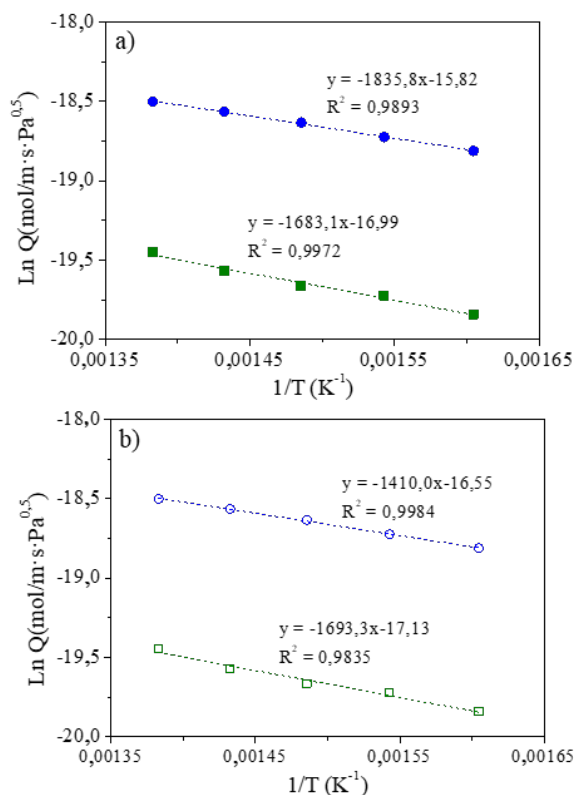 a)
Ln Q(mol/m·s·Pa^0,5)
-18,0
-18,5
-19,0
-19,5
-20,0
y = -1835,8x-15,82
R² = 0,9893
y = -1683,1x-16,99
R² = 0,9972
0,00135
0,00145
0,00155
0,00165
1/T (K⁻¹)
b)
Ln Q(mol/m·s·Pa^0,5)
-18,0
-18,5
-19,0
-19,5
-20,0
y = -1410,0x-16,55
R² = 0,9984
y = -1693,3x-17,13
R² = 0,9835
0,00135
0,00145
0,00155
0,00165
1/T (K⁻¹)